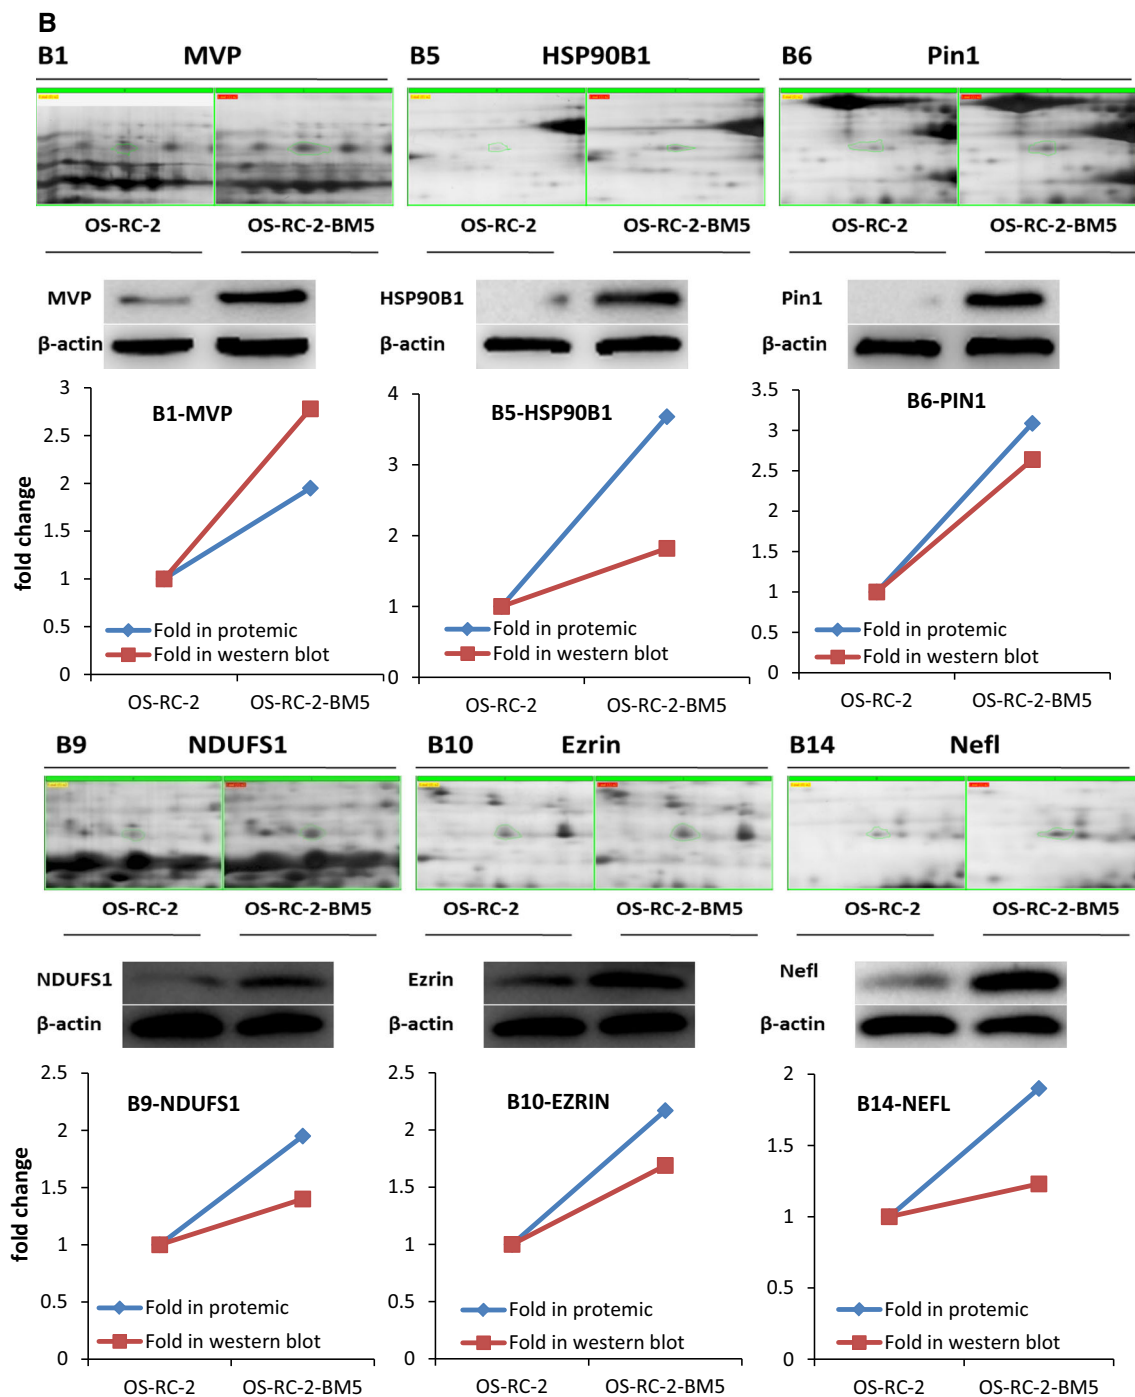 B
B1 MVP B5 HSP90B1 B6 Pin1
OS-RC-2 OS-RC-2-BM5 OS-RC-2 OS-RC-2-BM5 OS-RC-2 OS-RC-2-BM5
MVP HSP90B1 Pin1
β-actin β-actin β-actin
B1-MVP
fold change
3
2.5
2
1.5
1
0.5
0
Fold in protemic
Fold in western blot
OS-RC-2 OS-RC-2-BM5
B5-HSP90B1
4
3
2
1
0
Fold in protemic
Fold in western blot
OS-RC-2 OS-RC-2-BM5
B6-PIN1
3.5
3
2.5
2
1.5
1
0.5
0
Fold in protemic
Fold in western blot
OS-RC-2 OS-RC-2-BM5
B9 NDUFS1 B10 Ezrin B14 Nefl
OS-RC-2 OS-RC-2-BM5 OS-RC-2 OS-RC-2-BM5 OS-RC-2 OS-RC-2-BM5
NDUFS1 Ezrin Nefl
β-actin β-actin β-actin
B9-NDUFS1
fold change
2.5
2
1.5
1
0.5
0
Fold in protemic
Fold in western blot
OS-RC-2 OS-RC-2-BM5
B10-EZRIN
2.5
2
1.5
1
0.5
0
Fold in protemic
Fold in western blot
OS-RC-2 OS-RC-2-BM5
B14-NEFL
2
1.5
1
0.5
0
Fold in protemic
Fold in western blot
OS-RC-2 OS-RC-2-BM5